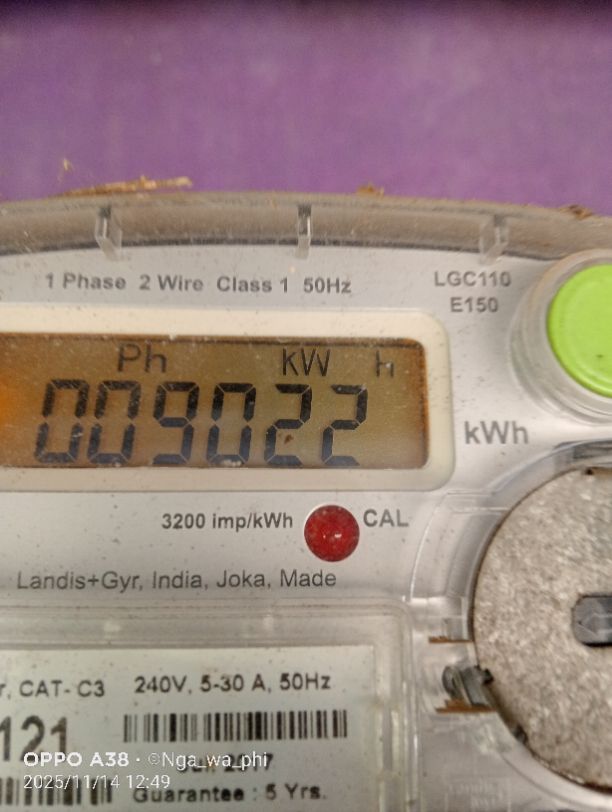 1 Phase 2 Wire Class 1 50Hz
LGC110
E150
Ph kW h
009022
kWh
3200 imp/kWh CAL
Landis+Gyr, India, Joka, Made
CAT- C3 240V, 5-30 A, 50Hz
121
OPPO A38 · ©Nga_wa_phi
2025/11/14 12:49
Guarantee : 5 Yrs.